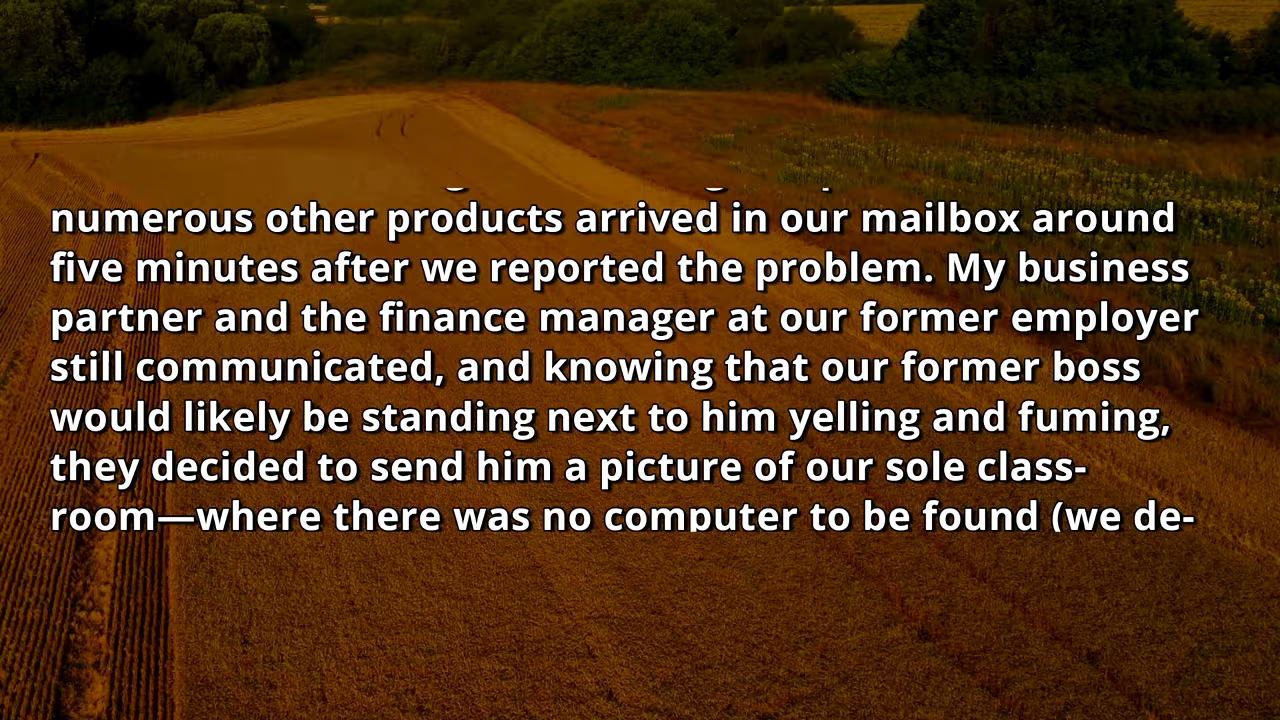 numerous other products arrived in our mailbox around
five minutes after we reported the problem. My business
partner and the finance manager at our former employer
still communicated, and knowing that our former boss
would likely be standing next to him yelling and fuming,
they decided to send him a picture of our sole class-
room—where there was no computer to be found (we de-